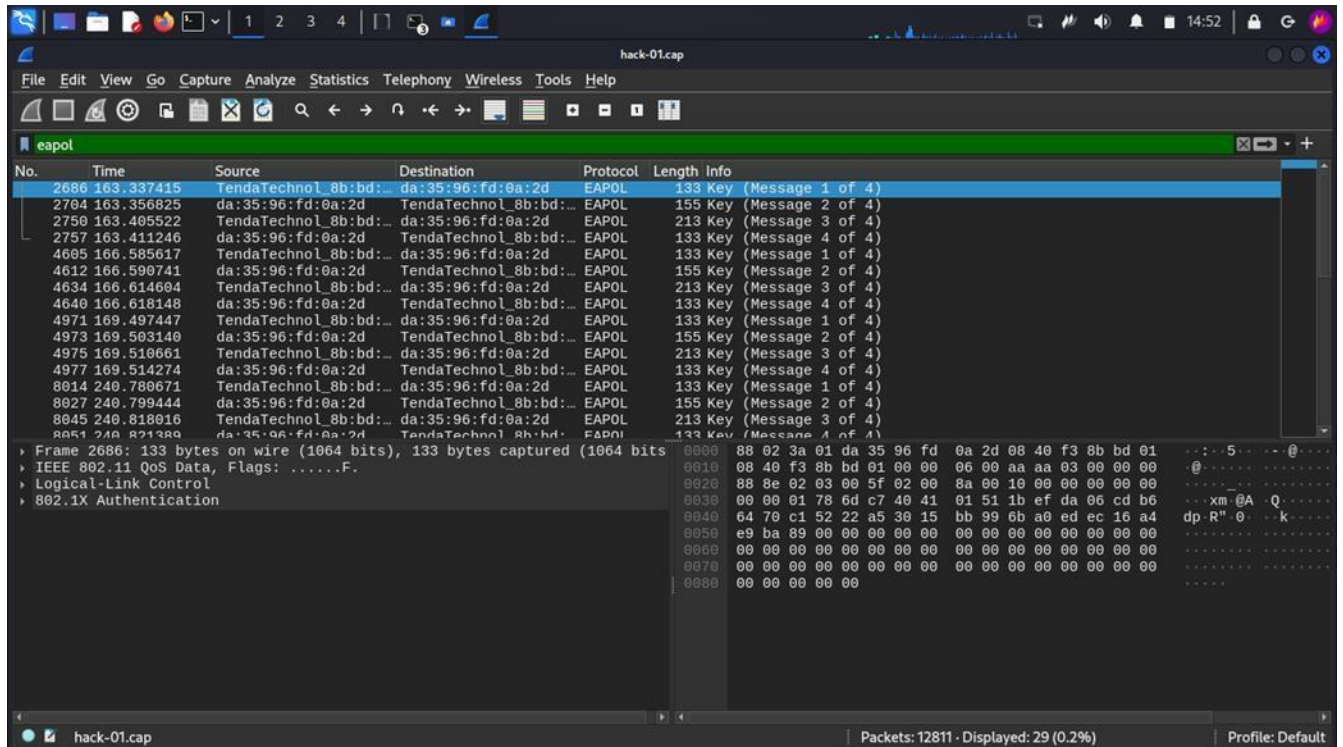 1 2 3 4 14:52
hack-01.cap
File Edit View Go Capture Analyze Statistics Telephony Wireless Tools Help
eapol
No. Time Source Destination Protocol Length Info
2686 163.337415 TendaTechnol_8b:bd:… da:35:96:fd:0a:2d EAPOL 133 Key (Message 1 of 4)
2704 163.356825 da:35:96:fd:0a:2d TendaTechnol_8b:bd:… EAPOL 155 Key (Message 2 of 4)
2750 163.405522 TendaTechnol_8b:bd:… da:35:96:fd:0a:2d EAPOL 213 Key (Message 3 of 4)
2757 163.411246 da:35:96:fd:0a:2d TendaTechnol_8b:bd:… EAPOL 133 Key (Message 4 of 4)
4605 166.585617 TendaTechnol_8b:bd:… da:35:96:fd:0a:2d EAPOL 133 Key (Message 1 of 4)
4612 166.590741 da:35:96:fd:0a:2d TendaTechnol_8b:bd:… EAPOL 155 Key (Message 2 of 4)
4634 166.614604 TendaTechnol_8b:bd:… da:35:96:fd:0a:2d EAPOL 213 Key (Message 3 of 4)
4640 166.618148 da:35:96:fd:0a:2d TendaTechnol_8b:bd:… EAPOL 133 Key (Message 4 of 4)
4971 169.497447 TendaTechnol_8b:bd:… da:35:96:fd:0a:2d EAPOL 133 Key (Message 1 of 4)
4973 169.503140 da:35:96:fd:0a:2d TendaTechnol_8b:bd:… EAPOL 155 Key (Message 2 of 4)
4975 169.510661 TendaTechnol_8b:bd:… da:35:96:fd:0a:2d EAPOL 213 Key (Message 3 of 4)
4977 169.514274 da:35:96:fd:0a:2d TendaTechnol_8b:bd:… EAPOL 133 Key (Message 4 of 4)
8014 240.780671 TendaTechnol_8b:bd:… da:35:96:fd:0a:2d EAPOL 133 Key (Message 1 of 4)
8027 240.799444 da:35:96:fd:0a:2d TendaTechnol_8b:bd:… EAPOL 155 Key (Message 2 of 4)
8045 240.818016 TendaTechnol_8b:bd:… da:35:96:fd:0a:2d EAPOL 213 Key (Message 3 of 4)
8051 240.821389 da:35:96:fd:0a:2d TendaTechnol_8b:bd: EAPOL 133 Key (Message 4 of 4)
Frame 2686: 133 bytes on wire (1064 bits), 133 bytes captured (1064 bits
IEEE 802.11 QoS Data, Flags: ......F.
Logical-Link Control
802.1X Authentication
0000 88 02 3a 01 da 35 96 fd 0a 2d 08 40 f3 8b bd 01 ··:··5·· ·-·@····
0010 08 40 f3 8b bd 01 00 00 06 00 aa aa 03 00 00 00 ·@······ ········
0020 88 8e 02 03 00 5f 02 00 8a 00 10 00 00 00 00 00 ·····_·· ········
0030 00 00 01 78 6d c7 40 41 01 51 1b ef da 06 cd b6 ···xm·@A ·Q······
0040 64 70 c1 52 22 a5 30 15 bb 99 6b a0 ed ec 16 a4 dp·R"·0· ··k·····
0050 e9 ba 89 00 00 00 00 00 00 00 00 00 00 00 00 00 ········ ········
0060 00 00 00 00 00 00 00 00 00 00 00 00 00 00 00 00 ········ ········
0070 00 00 00 00 00 00 00 00 00 00 00 00 00 00 00 00 ········ ········
0080 00 00 00 00 00 ·····
hack-01.cap Packets: 12811 · Displayed: 29 (0.2%) Profile: Default